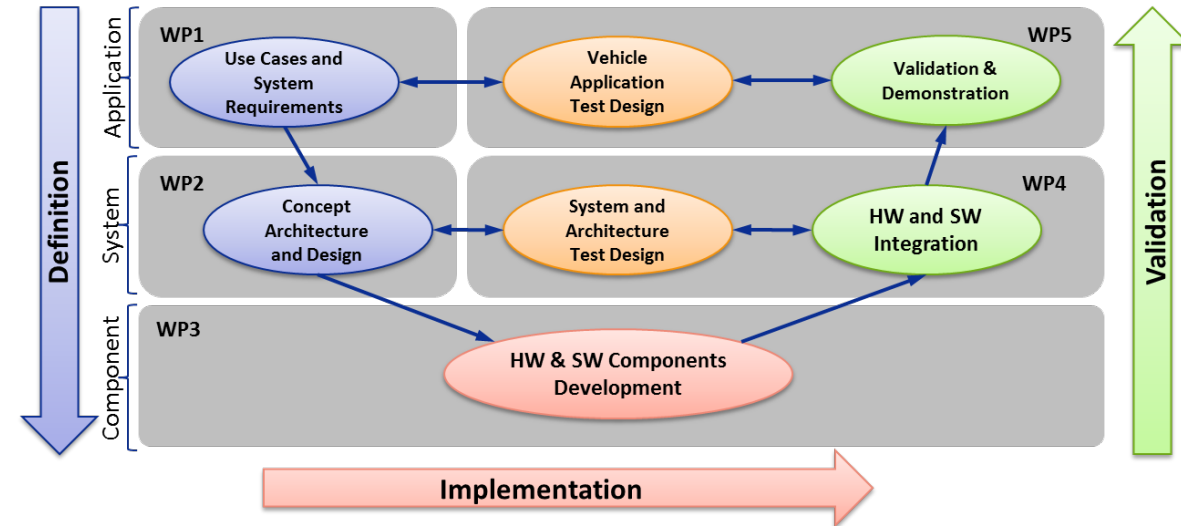 Definition
Application
WP1
Use Cases and
System
Requirements
Vehicle
Application
Test Design
WP5
Validation &
Demonstration
System
WP2
Concept
Architecture
and Design
System and
Architecture
Test Design
WP4
HW and SW
Integration
Component
WP3
HW & SW Components
Development
Validation
Implementation